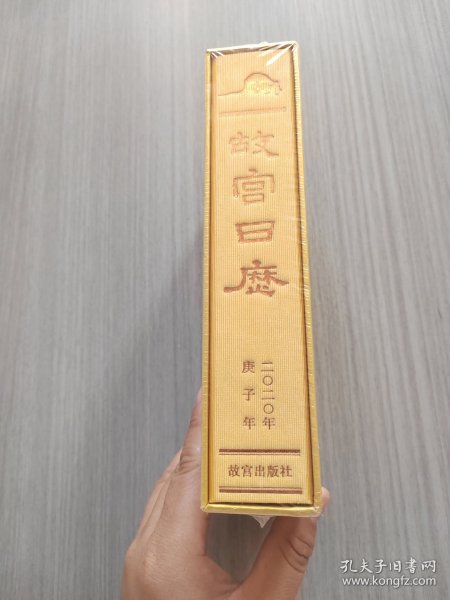 故宫日历
二〇二〇年
庚子年
故宫出版社
孔夫子旧书网
www.kongfz.com